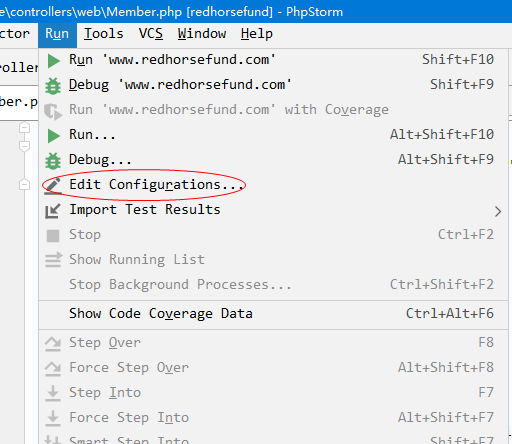 e\controllers\web\Member.php [redhorsefund] - PhpStorm
ctor Run Tools VCS Window Help
roller
ber.p
Run 'www.redhorsefund.com' Shift+F10
Debug 'www.redhorsefund.com' Shift+F9
Run 'www.redhorsefund.com' with Coverage
Run... Alt+Shift+F10
Debug... Alt+Shift+F9
Edit Configurations...
Import Test Results
Stop Ctrl+F2
Show Running List
Stop Background Processes... Ctrl+Shift+F2
Show Code Coverage Data Ctrl+Alt+F6
Step Over F8
Force Step Over Alt+Shift+F8
Step Into F7
Force Step Into Alt+Shift+F7
Smart Step Into Shift+F7